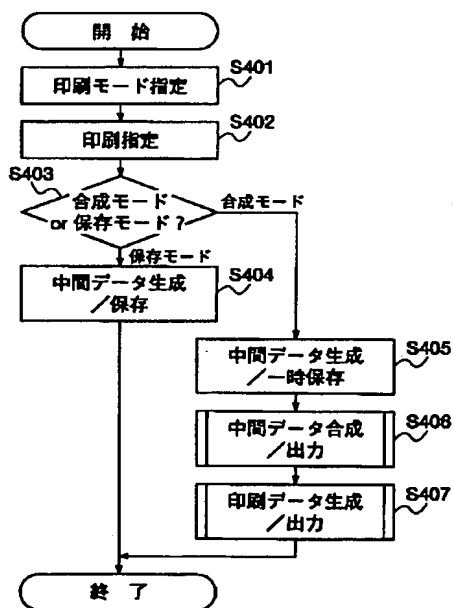 開 始
S401
印刷モード指定
S402
印刷指定
S403
合成モード
or 保存モード?
合成モード
保存モード
S404
中間データ生成
/保存
S405
中間データ生成
/一時保存
S406
中間データ合成
/出力
S407
印刷データ生成
/出力
終 了